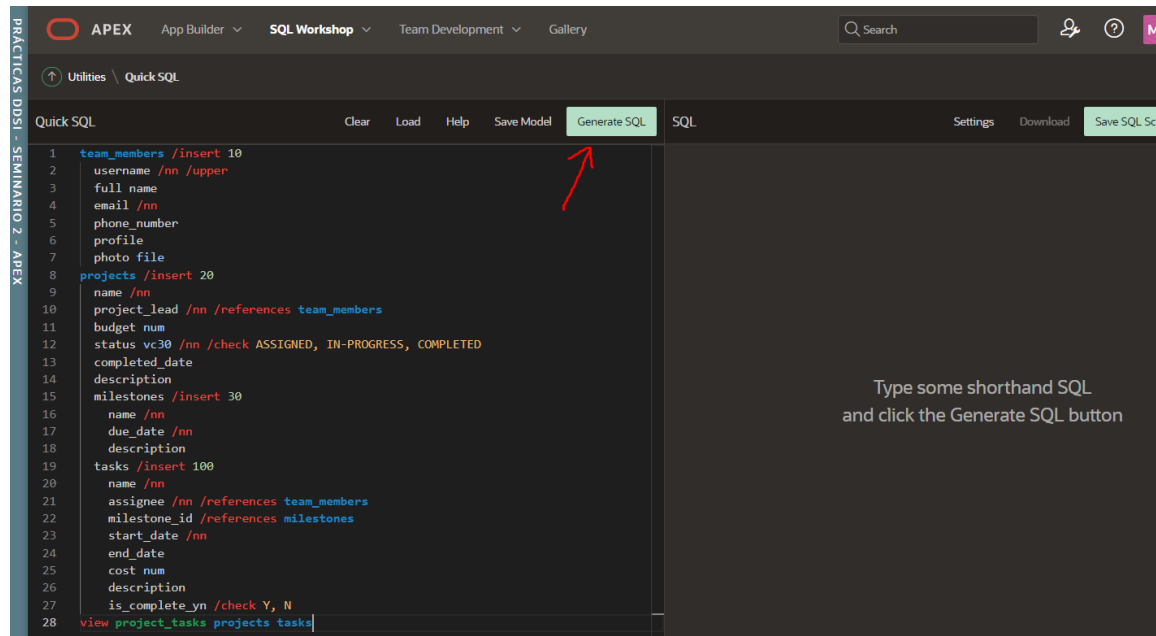 PRÁCTICAS DDSI - SEMINARIO 2 - APEX
APEX App Builder SQL Workshop Team Development Gallery Search
Utilities \ Quick SQL
Quick SQL Clear Load Help Save Model Generate SQL
1 team_members /insert 10
2 username /nn /upper
3 full name
4 email /nn
5 phone_number
6 profile
7 photo file
8 projects /insert 20
9 name /nn
10 project_lead /nn /references team_members
11 budget num
12 status vc30 /nn /check ASSIGNED, IN-PROGRESS, COMPLETED
13 completed_date
14 description
15 milestones /insert 30
16 name /nn
17 due_date /nn
18 description
19 tasks /insert 100
20 name /nn
21 assignee /nn /references team_members
22 milestone_id /references milestones
23 start_date /nn
24 end_date
25 cost num
26 description
27 is_complete_yn /check Y, N
28 view project_tasks projects tasks
SQL Settings Download Save SQL Sc
Type some shorthand SQL
and click the Generate SQL button